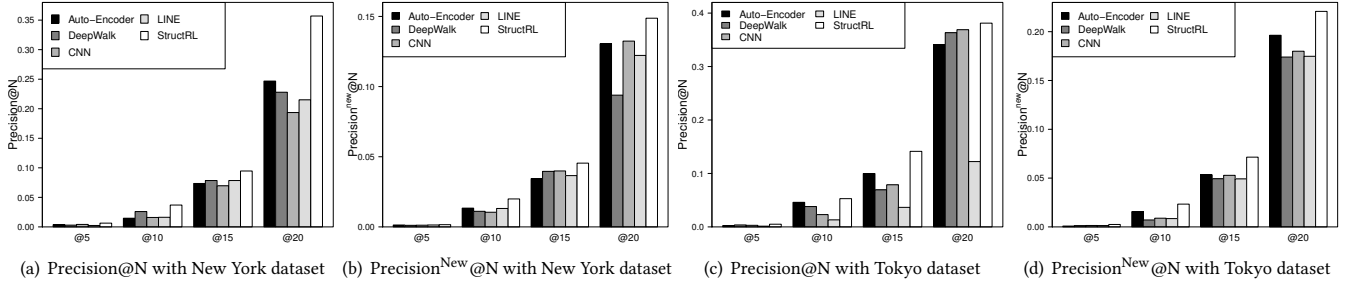 Precision@N
0.00 0.05 0.10 0.15 0.20 0.25 0.30 0.35
Auto-Encoder
DeepWalk
CNN
LINE
StructRL
@5 @10 @15 @20
(a) Precision@N with New York dataset
Precision^new@N
0.00 0.05 0.10 0.15
Auto-Encoder
DeepWalk
CNN
LINE
StructRL
@5 @10 @15 @20
(b) Precision^New@N with New York dataset
Precision@N
0.0 0.1 0.2 0.3 0.4
Auto-Encoder
DeepWalk
CNN
LINE
StructRL
@5 @10 @15 @20
(c) Precision@N with Tokyo dataset
Precision^new@N
0.00 0.05 0.10 0.15 0.20
Auto-Encoder
DeepWalk
CNN
LINE
StructRL
@5 @10 @15 @20
(d) Precision^New@N with Tokyo dataset